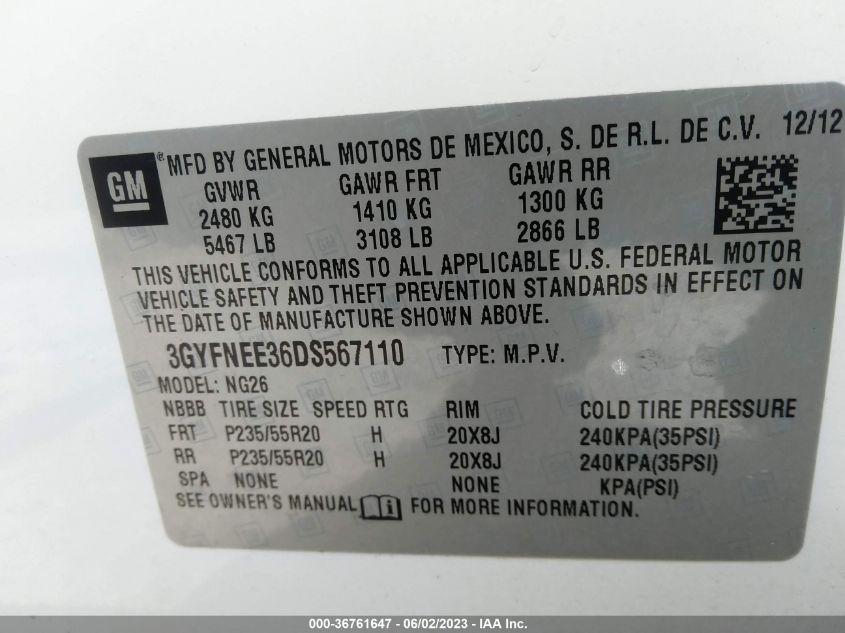 MFD BY GENERAL MOTORS DE MEXICO, S. DE R.L. DE C.V. 12/12
GM
GVWR GAWR FRT GAWR RR
2480 KG 1410 KG 1300 KG
5467 LB 3108 LB 2866 LB
THIS VEHICLE CONFORMS TO ALL APPLICABLE U.S. FEDERAL MOTOR
VEHICLE SAFETY AND THEFT PREVENTION STANDARDS IN EFFECT ON
THE DATE OF MANUFACTURE SHOWN ABOVE.
3GYFNEE36DS567110 TYPE: M.P.V.
MODEL: NG26
NBBB TIRE SIZE SPEED RTG RIM COLD TIRE PRESSURE
FRT P235/55R20 H 20X8J 240KPA(35PSI)
RR P235/55R20 H 20X8J 240KPA(35PSI)
SPA NONE NONE KPA(PSI)
SEE OWNER'S MANUAL FOR MORE INFORMATION.
000-36761647 - 06/02/2023 - IAA Inc.